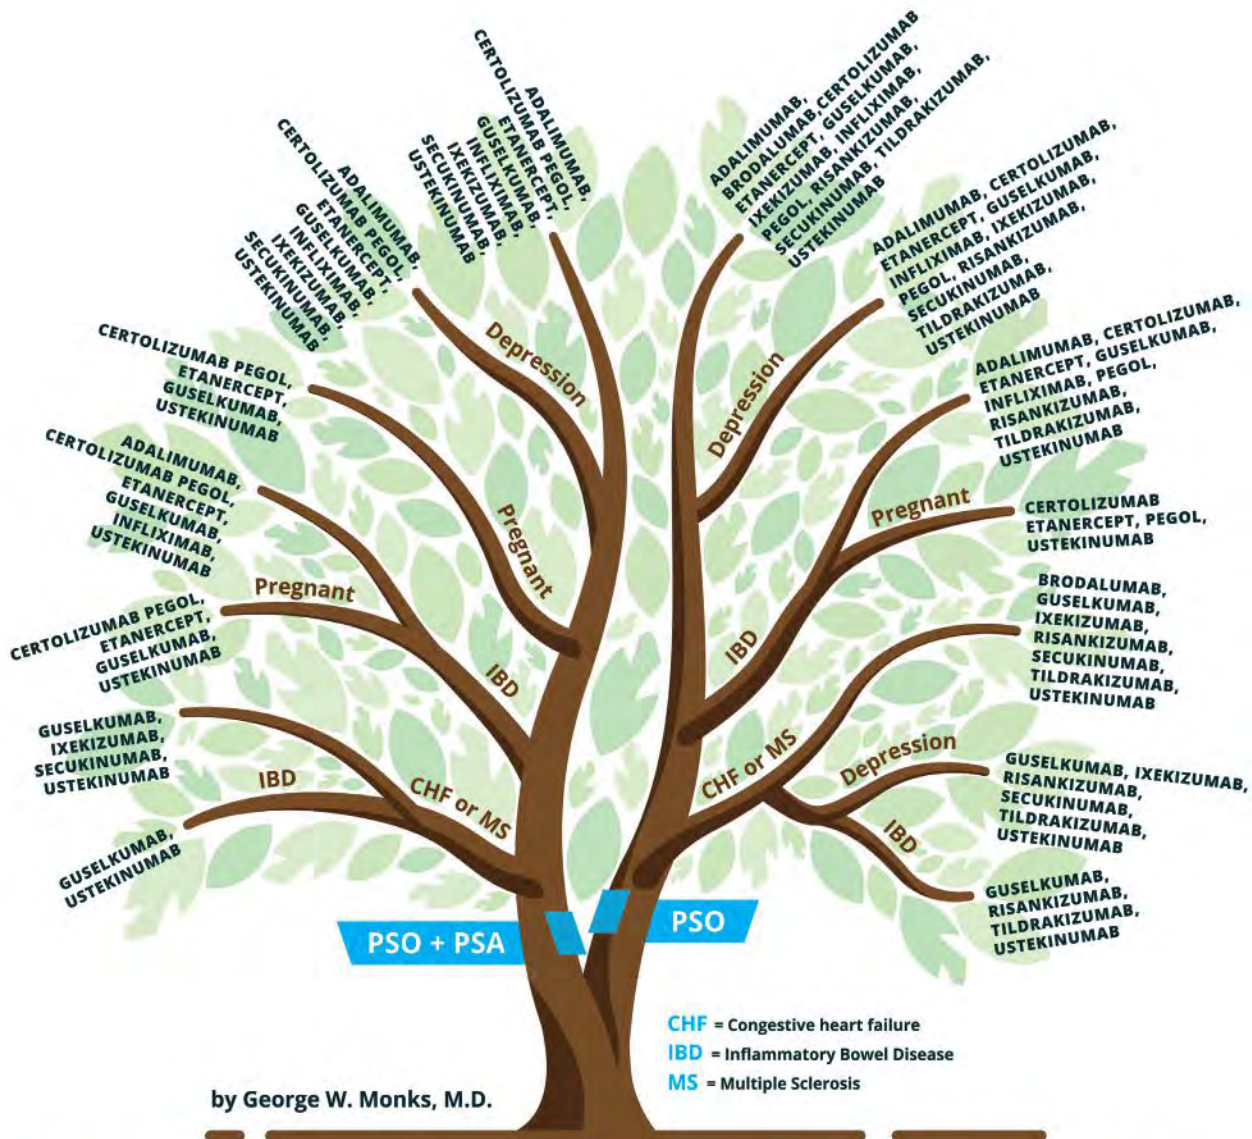 CERTOLIZUMAB PEGOL,
ADALIMUMAB,
ETANERCEPT,
GUSELKUMAB,
INFLIXIMAB,
IXEKIZUMAB,
SECUKINUMAB,
USTEKINUMAB
ADALIMUMAB,
CERTOLIZUMAB PEGOL,
ETANERCEPT,
GUSELKUMAB,
INFLIXIMAB,
IXEKIZUMAB,
SECUKINUMAB,
USTEKINUMAB
Depression
CERTOLIZUMAB PEGOL,
ETANERCEPT,
GUSELKUMAB,
USTEKINUMAB
Pregnant
ADALIMUMAB,
CERTOLIZUMAB PEGOL,
ETANERCEPT,
GUSELKUMAB,
INFLIXIMAB,
USTEKINUMAB
Pregnant
IBD
CERTOLIZUMAB PEGOL,
ETANERCEPT,
GUSELKUMAB,
USTEKINUMAB
GUSELKUMAB,
IXEKIZUMAB,
SECUKINUMAB,
USTEKINUMAB
IBD
CHF or MS
GUSELKUMAB,
USTEKINUMAB
PSO + PSA
ADALIMUMAB,
BRODALUMAB,CERTOLIZUMAB
ETANERCEPT, GUSELKUMAB,
IXEKIZUMAB, INFLIXIMAB,
PEGOL, RISANKIZUMAB,
SECUKINUMAB, TILDRAKIZUMAB,
USTEKINUMAB
ADALIMUMAB, CERTOLIZUMAB,
ETANERCEPT, GUSELKUMAB,
INFLIXIMAB, IXEKIZUMAB,
PEGOL, RISANKIZUMAB,
SECUKINUMAB,
TILDRAKIZUMAB,
USTEKINUMAB
Depression
ADALIMUMAB, CERTOLIZUMAB,
ETANERCEPT, GUSELKUMAB,
INFLIXIMAB, PEGOL,
RISANKIZUMAB,
TILDRAKIZUMAB,
USTEKINUMAB
Pregnant
CERTOLIZUMAB
ETANERCEPT, PEGOL,
USTEKINUMAB
IBD
BRODALUMAB,
GUSELKUMAB,
IXEKIZUMAB,
RISANKIZUMAB,
SECUKINUMAB,
TILDRAKIZUMAB,
USTEKINUMAB
CHF or MS
Depression
GUSELKUMAB, IXEKIZUMAB,
RISANKIZUMAB,
SECUKINUMAB,
TILDRAKIZUMAB,
USTEKINUMAB
IBD
GUSELKUMAB,
RISANKIZUMAB,
TILDRAKIZUMAB,
USTEKINUMAB
PSO
CHF = Congestive heart failure
IBD = Inflammatory Bowel Disease
MS = Multiple Sclerosis
by George W. Monks, M.D.